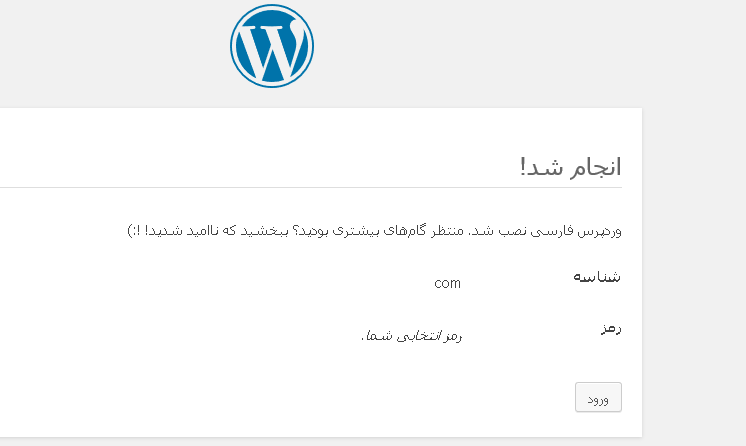 انجام شد!
وردپرس فارسی نصب شد. منتظر گام‌های بیشتری بودید؟ ببخشید که ناامید شدید! !:)
شناسه
com
رمز
رمز انتخابی شما.
ورود